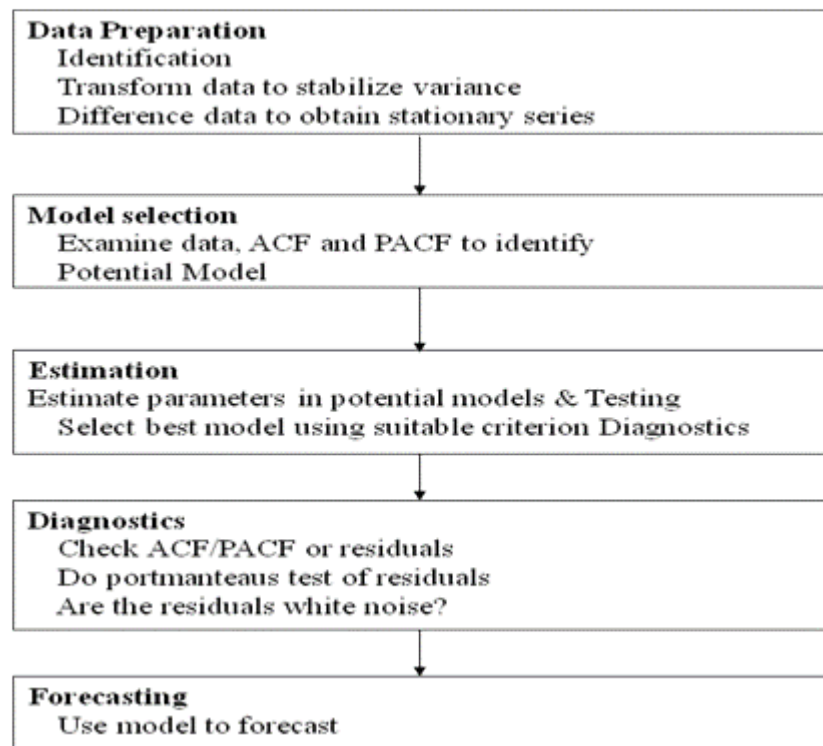 Data Preparation
Identification
Transform data to stabilize variance
Difference data to obtain stationary series
Model selection
Examine data, ACF and PACF to identify
Potential Model
Estimation
Estimate parameters in potential models & Testing
Select best model using suitable criterion Diagnostics
Diagnostics
Check ACF/PACF or residuals
Do portmanteaus test of residuals
Are the residuals white noise?
Forecasting
Use model to forecast